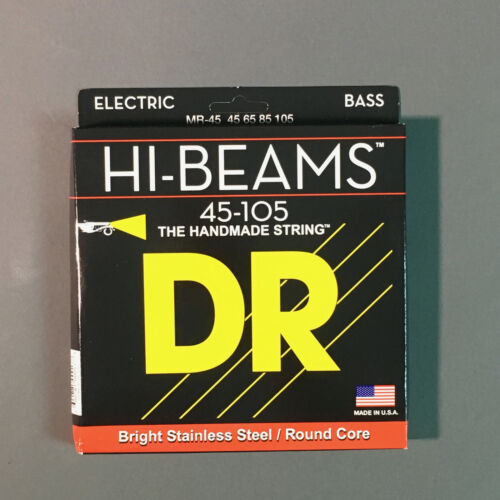 ELECTRIC BASS
MR-45 45 65 85 105
HI-BEAMS™
45-105
THE HANDMADE STRING™
DR
MADE IN U.S.A.
Bright Stainless Steel / Round Core